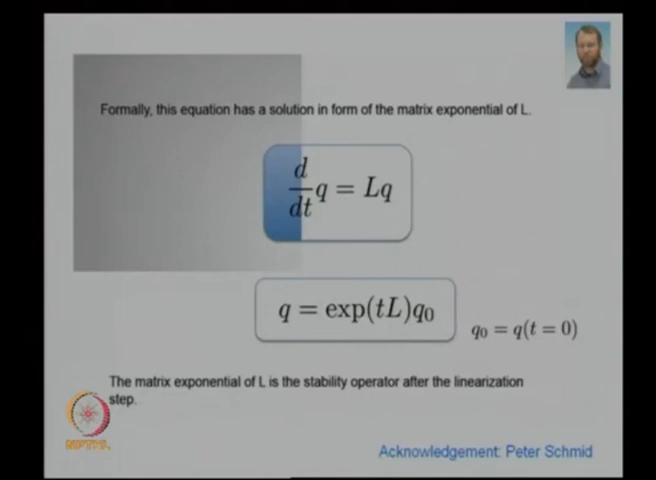 Formally, this equation has a solution in form of the matrix exponential of L.
d/dt q = Lq
q = exp(tL)q₀
q₀ = q(t = 0)
The matrix exponential of L is the stability operator after the linearization
step.
NPTEL
Acknowledgement: Peter Schmid